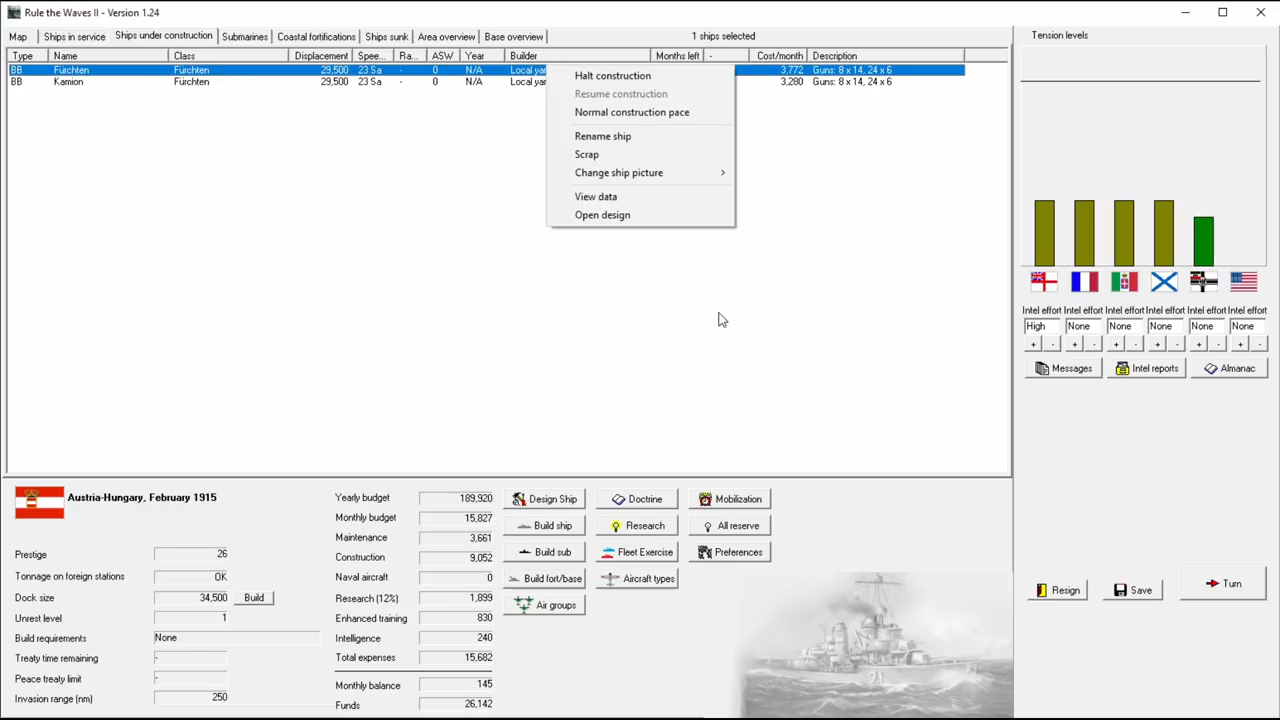 Rule the Waves II - Version 1.24
Map Ships in service Ships under construction Submarines Coastal fortifications Ships sunk Area overview Base overview 1 ships selected
Type Name Class Displacement Spee... Ra... ASW Year Builder Months left - Cost/month Description
BB Fürchten Fürchten 29,500 23 Sa - 0 N/A Local yar 3,772 Guns: 8 x 14, 24 x 6
BB Kamion Fürchten 29,500 23 Sa - 0 N/A Local yar 3,280 Guns: 8 x 14, 24 x 6
Halt construction
Resume construction
Normal construction pace
Rename ship
Scrap
Change ship picture
View data
Open design
Tension levels
Intel effort Intel effort Intel effort Intel effort Intel effort Intel effort
High None None None None None
+ - + - + - + - + - + -
Messages Intel reports Almanac
Austria-Hungary, February 1915
Prestige 26
Tonnage on foreign stations OK
Dock size 34,500 Build
Unrest level 1
Build requirements None
Treaty time remaining -
Peace treaty limit -
Invasion range (nm) 250
Yearly budget 189,920
Monthly budget 15,827
Maintenance 3,661
Construction 9,052
Naval aircraft 0
Research (12%) 1,899
Enhanced training 830
Intelligence 240
Total expenses 15,682
Monthly balance 145
Funds 26,142
Design Ship Doctrine Mobilization
Build ship Research All reserve
Build sub Fleet Exercise Preferences
Build fort/base Aircraft types
Air groups
Resign Save Turn